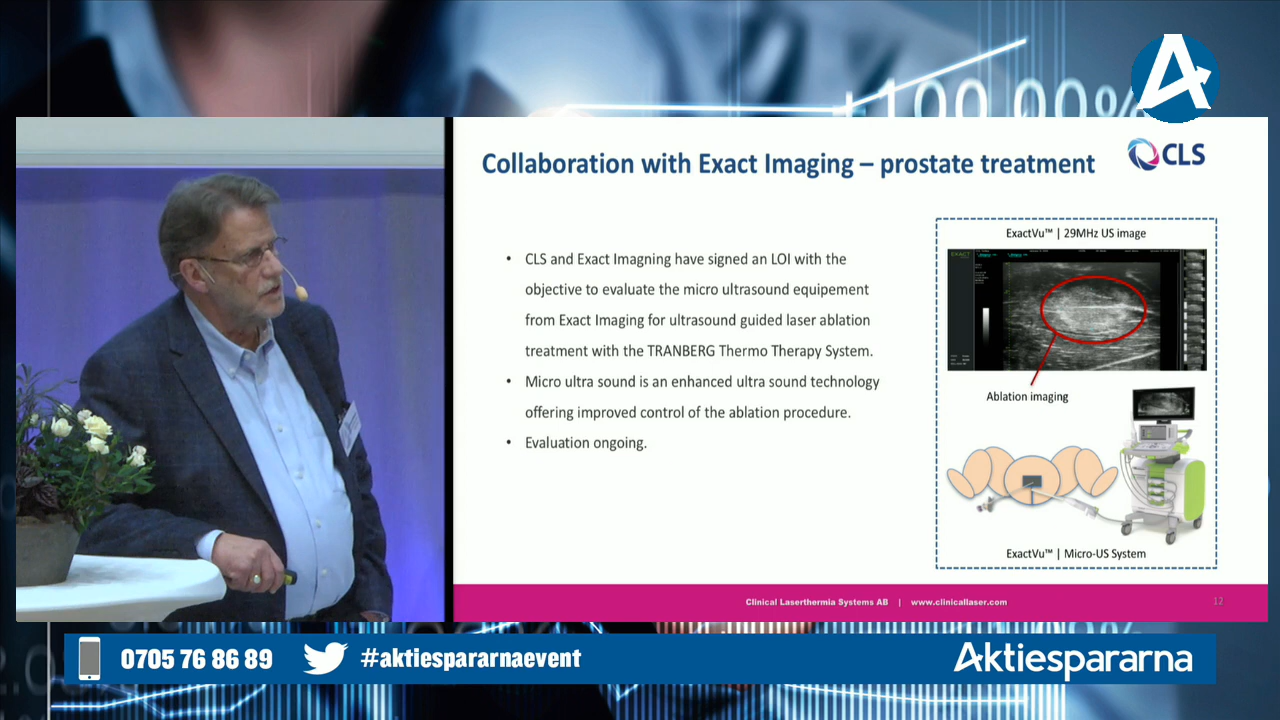 +100.00%
Collaboration with Exact Imaging – prostate treatment
CLS
• CLS and Exact Imagning have signed an LOI with the
objective to evaluate the micro ultrasound equipement
from Exact Imaging for ultrasound guided laser ablation
treatment with the TRANBERG Thermo Therapy System.
• Micro ultra sound is an enhanced ultra sound technology
offering improved control of the ablation procedure.
• Evaluation ongoing.
ExactVu™ | 29MHz US image
EXACT
Ablation imaging
ExactVu™ | Micro-US System
Clinical Laserthermia Systems AB | www.clinicallaser.com
12
0705 76 86 89
#aktiespararnaevent
Aktiespararna